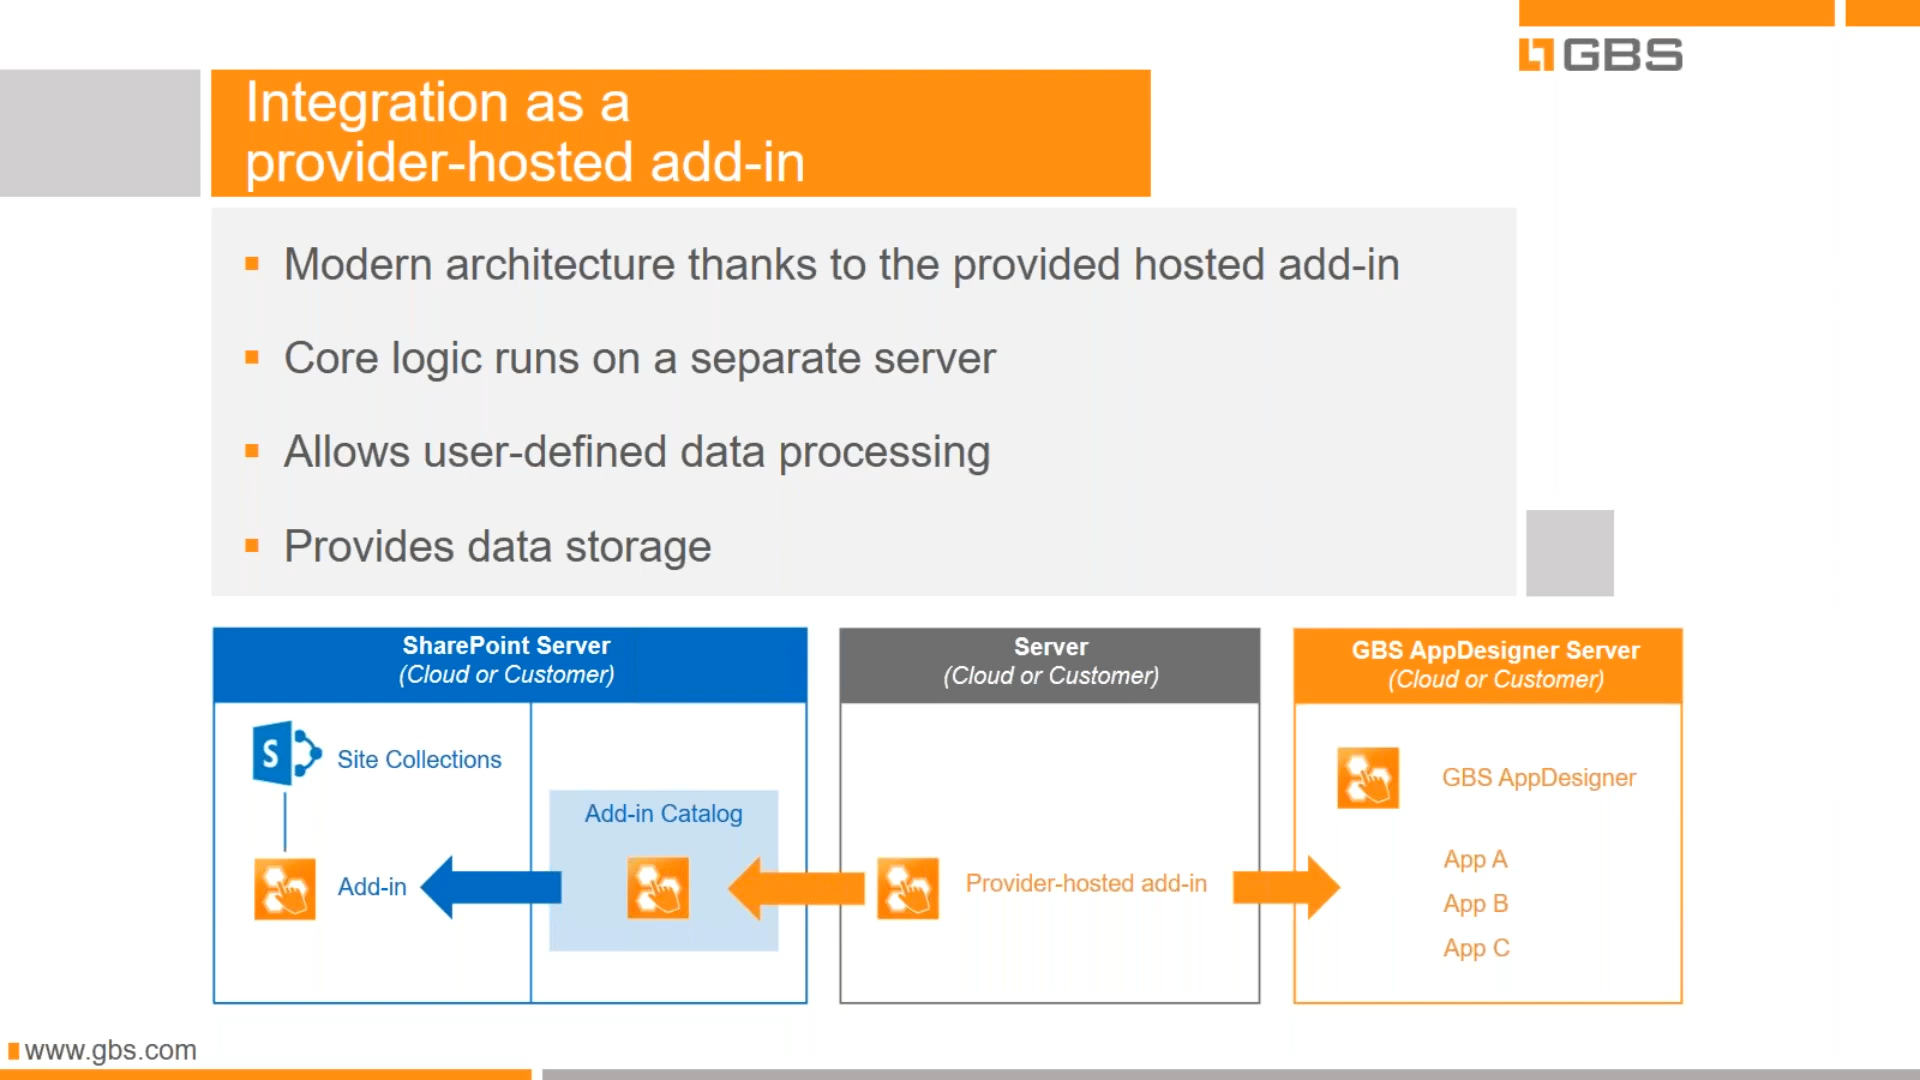 GBS
Integration as a
provider-hosted add-in
Modern architecture thanks to the provided hosted add-in
Core logic runs on a separate server
Allows user-defined data processing
Provides data storage
SharePoint Server
(Cloud or Customer)
S
Site Collections
Add-in
Add-in Catalog
Server
(Cloud or Customer)
Provider-hosted add-in
GBS AppDesigner Server
(Cloud or Customer)
GBS AppDesigner
App A
App B
App C
www.gbs.com